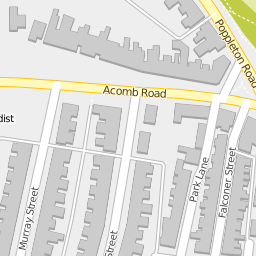 Poppleton Road
Acomb Road
dist
Murray Street
Street
Park Lane
Falconer Street